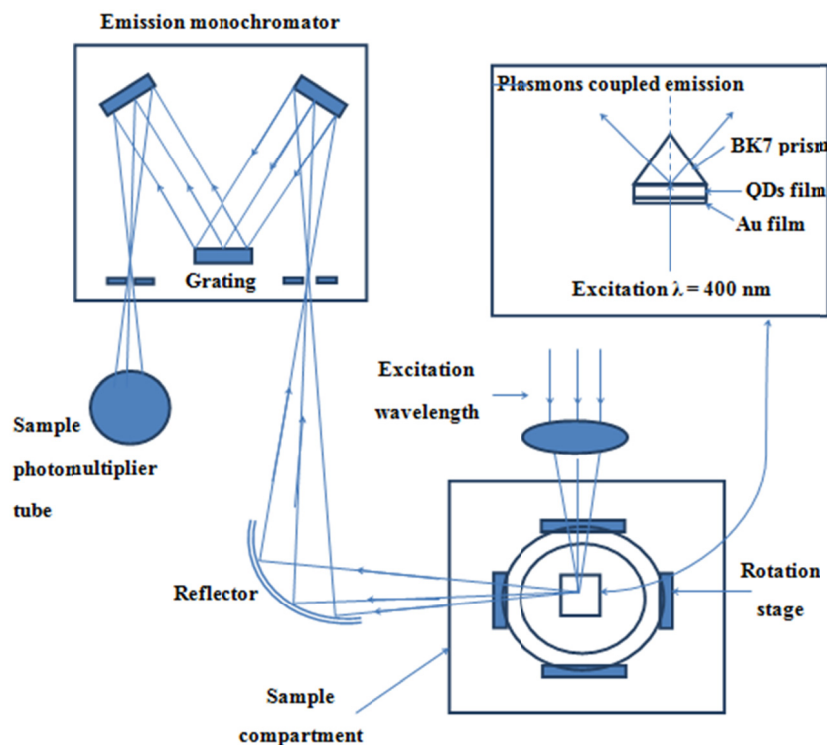 Emission monochromator
Plasmons coupled emission
BK7 prism
QDs film
Au film
Grating
Excitation λ = 400 nm
Excitation
wavelength
Sample
photomultiplier
tube
Reflector
Rotation
stage
Sample
compartment